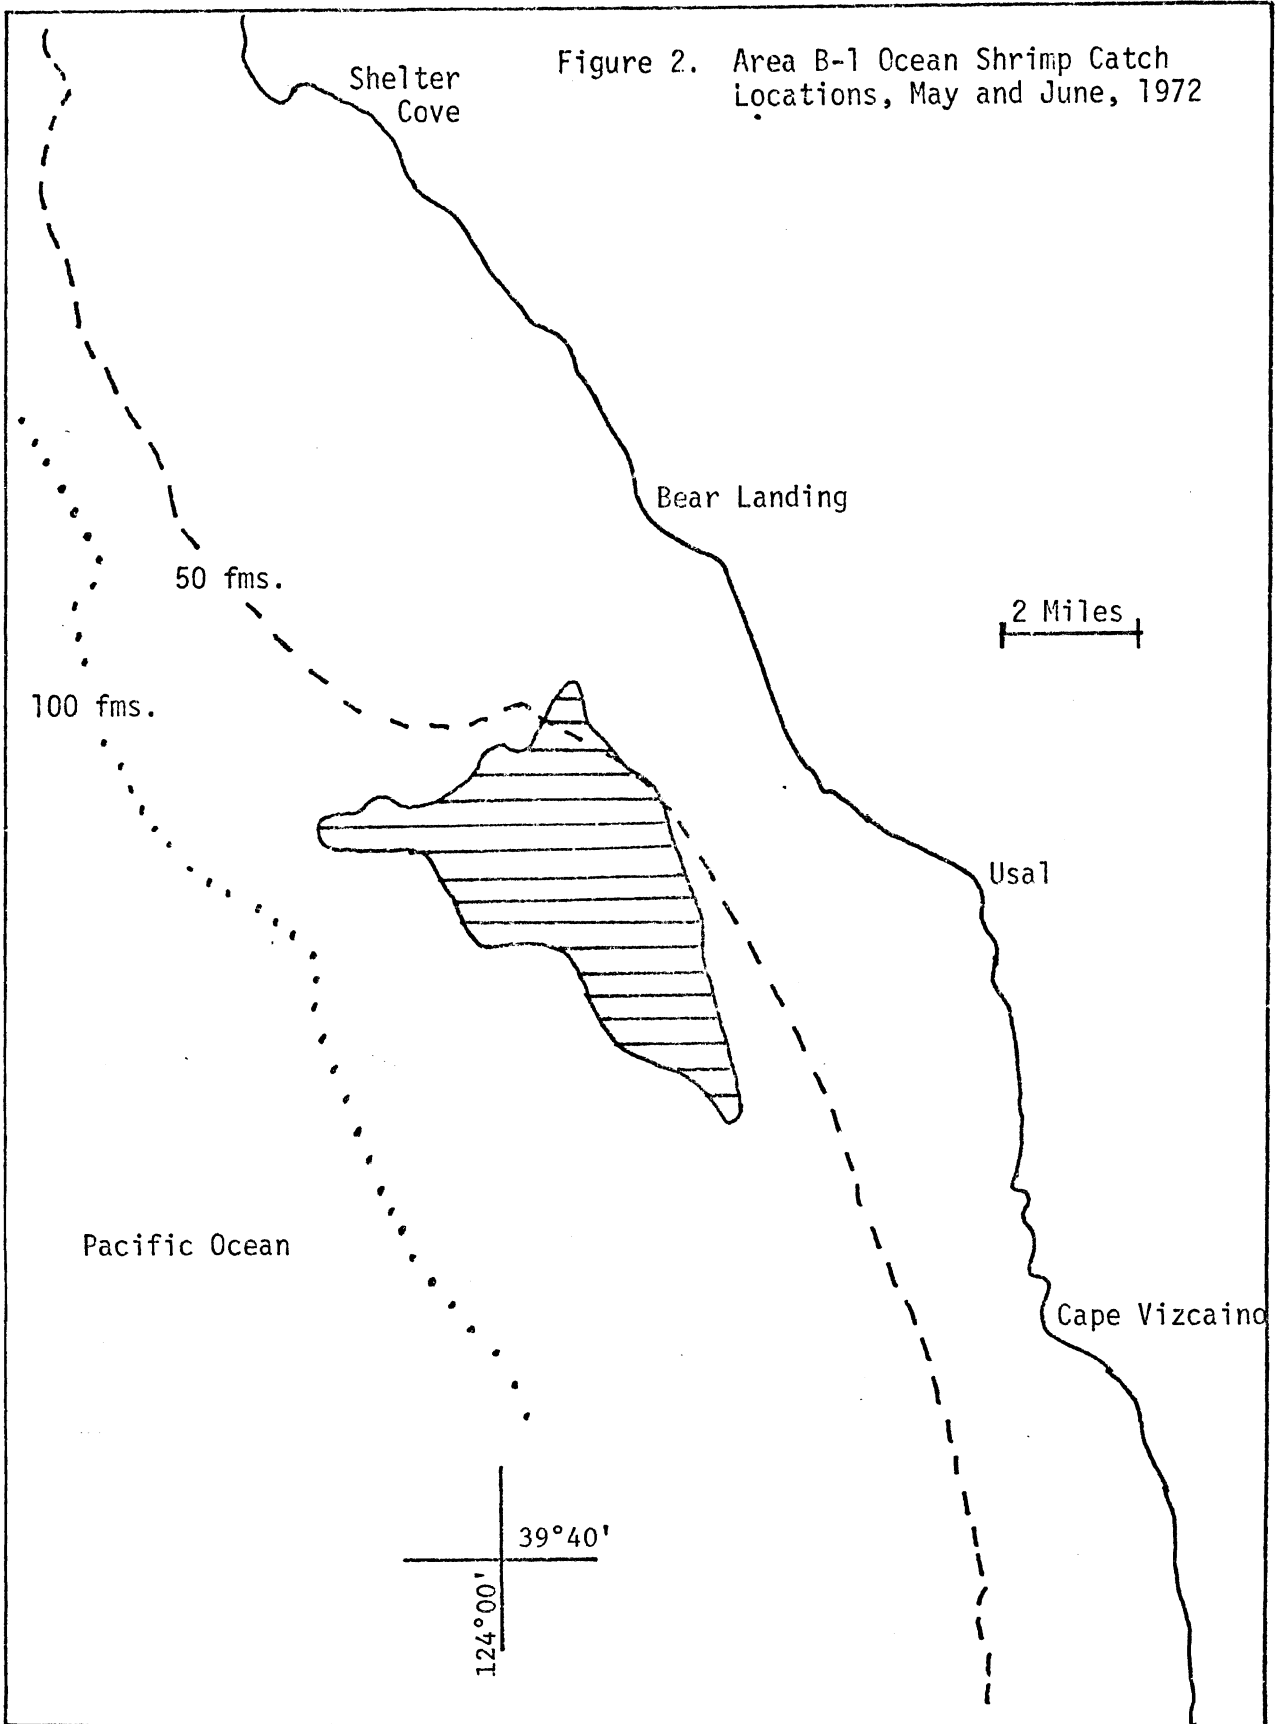 Figure 2. Area B-1 Ocean Shrimp Catch
Locations, May and June, 1972
Shelter
Cove
Bear Landing
50 fms.
2 Miles
100 fms.
Usal
Pacific Ocean
Cape Vizcaino
39°40'
124°00'